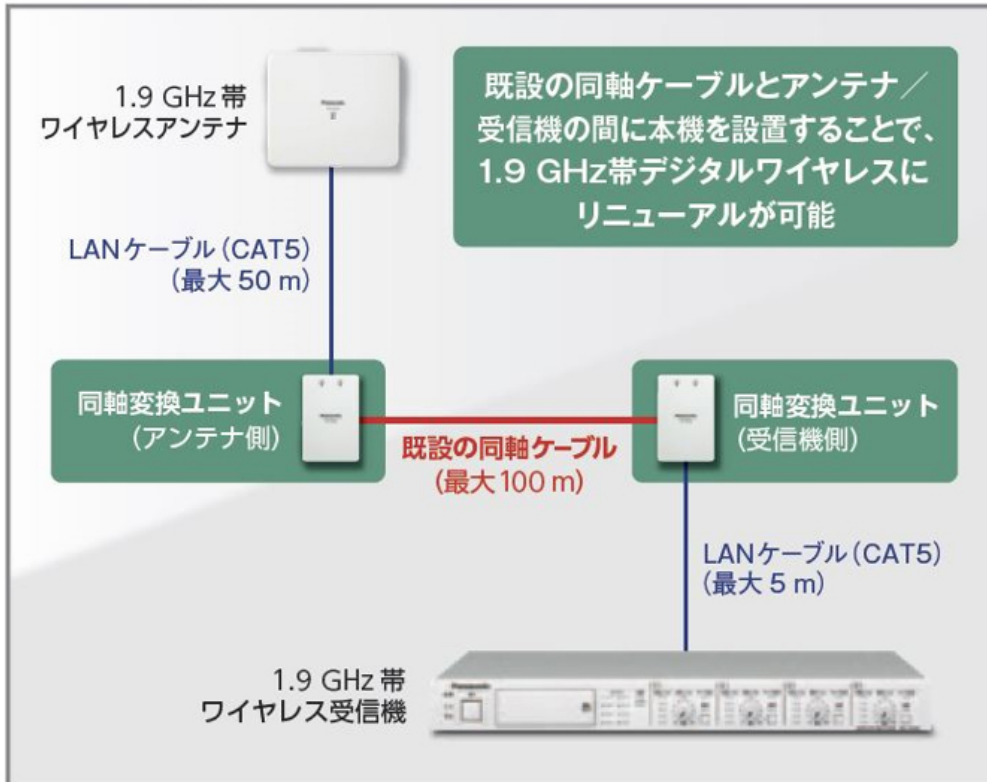 1.9 GHz 帯
ワイヤレスアンテナ
既設の同軸ケーブルとアンテナ／
受信機の間に本機を設置することで、
1.9 GHz帯デジタルワイヤレスに
リニューアルが可能
LANケーブル（CAT5）
（最大 50 m）
同軸変換ユニット
（アンテナ側）
既設の同軸ケーブル
（最大 100 m）
同軸変換ユニット
（受信機側）
LANケーブル（CAT5）
（最大 5 m）
1.9 GHz 帯
ワイヤレス受信機
Panasonic